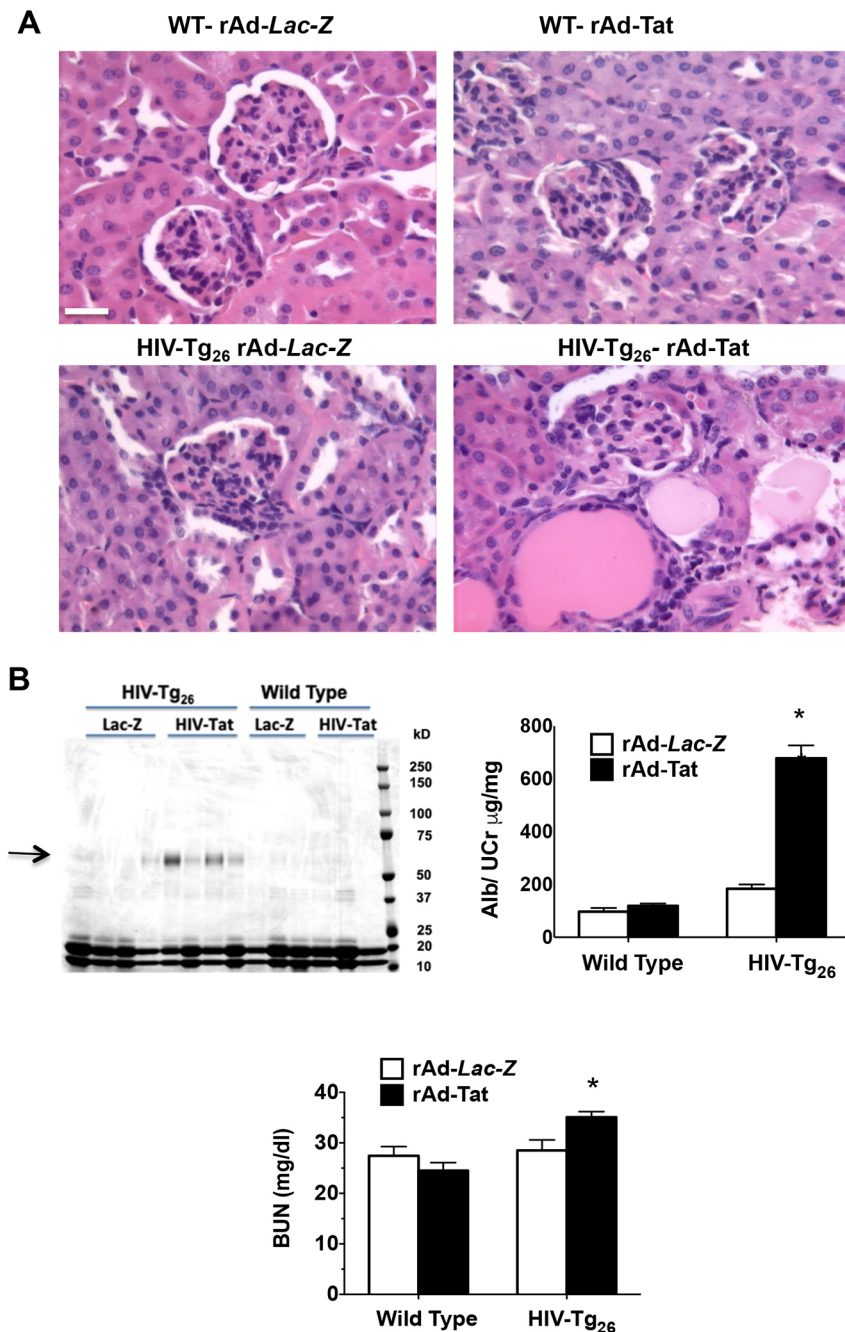 A
WT- rAd-Lac-Z
WT- rAd-Tat
HIV-Tg26 rAd-Lac-Z
HIV-Tg26- rAd-Tat
B
HIV-Tg26
Wild Type
Lac-Z
HIV-Tat
Lac-Z
HIV-Tat
kD
250
150
100
75
50
37
25
20
10
Alb/ UCr µg/mg
800
600
400
200
0
rAd-Lac-Z
rAd-Tat
*
Wild Type
HIV-Tg26
BUN (mg/dl)
40
30
20
10
0
rAd-Lac-Z
rAd-Tat
*
Wild Type
HIV-Tg26